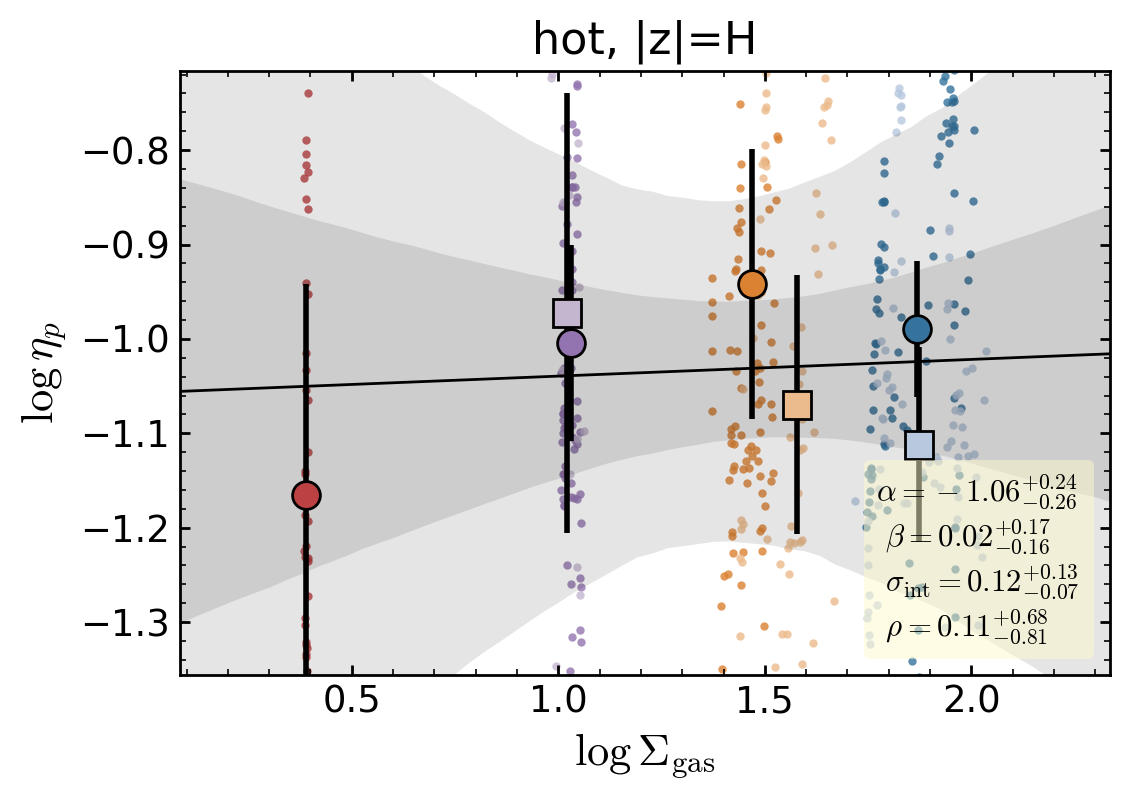 hot, |z|=H
−0.8
−0.9
−1.0
−1.1
−1.2
−1.3
log η_p
0.5 1.0 1.5 2.0
log Σ_gas
α = −1.06^{+0.24}_{−0.26}
β = 0.02^{+0.17}_{−0.16}
σ_int = 0.12^{+0.13}_{−0.07}
ρ = 0.11^{+0.68}_{−0.81}